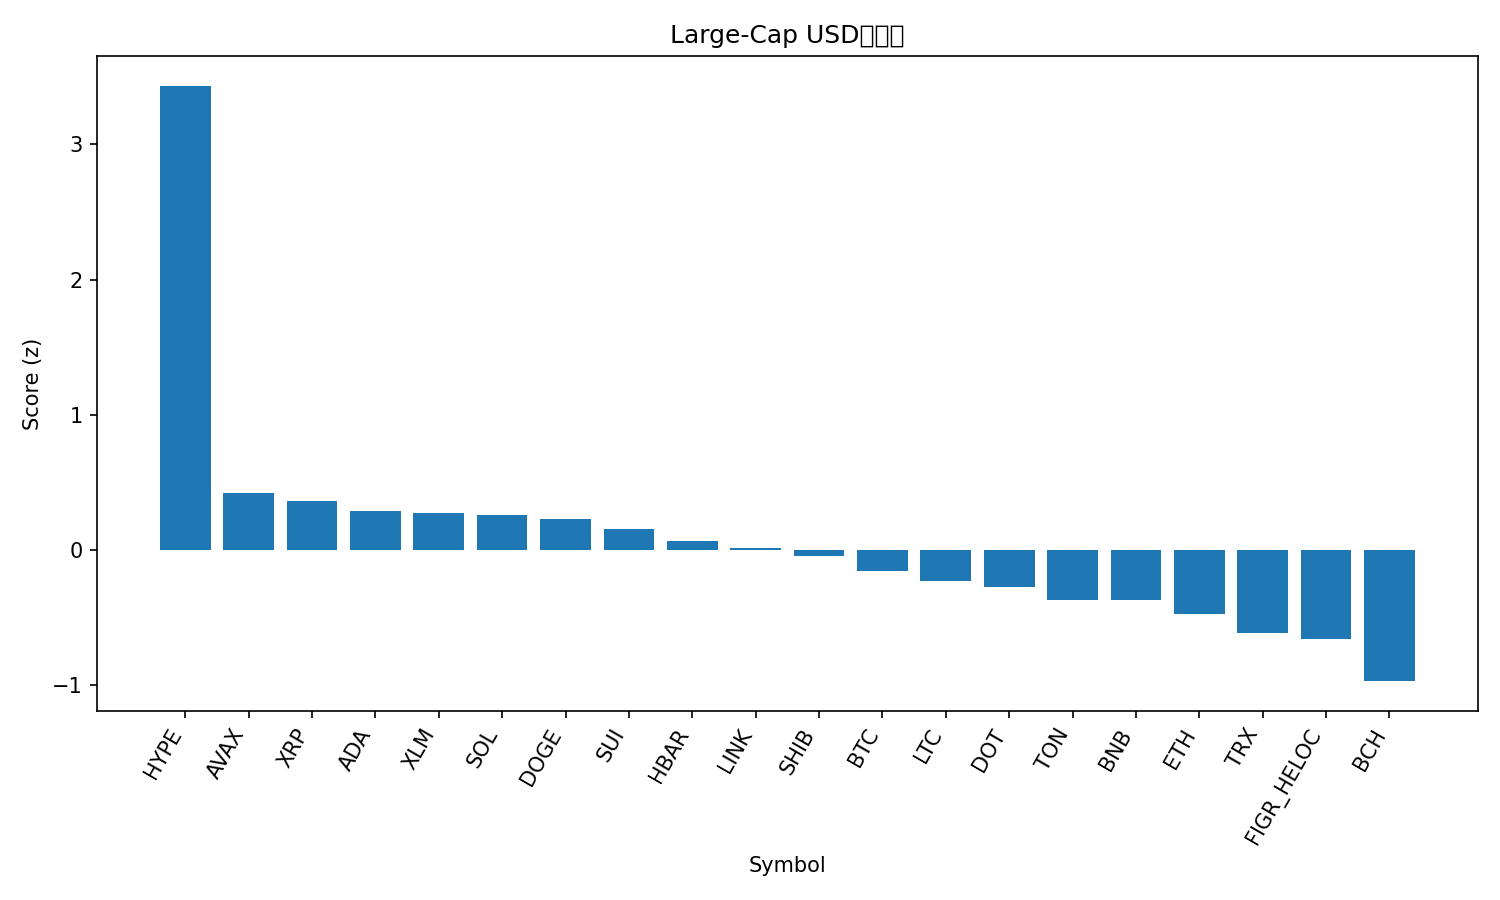 Large-Cap USD
Score (z)
3
2
1
0
−1
HYPE
AVAX
XRP
ADA
XLM
SOL
DOGE
SUI
HBAR
LINK
SHIB
BTC
LTC
DOT
TON
BNB
ETH
TRX
FIGR_HELOC
BCH
Symbol